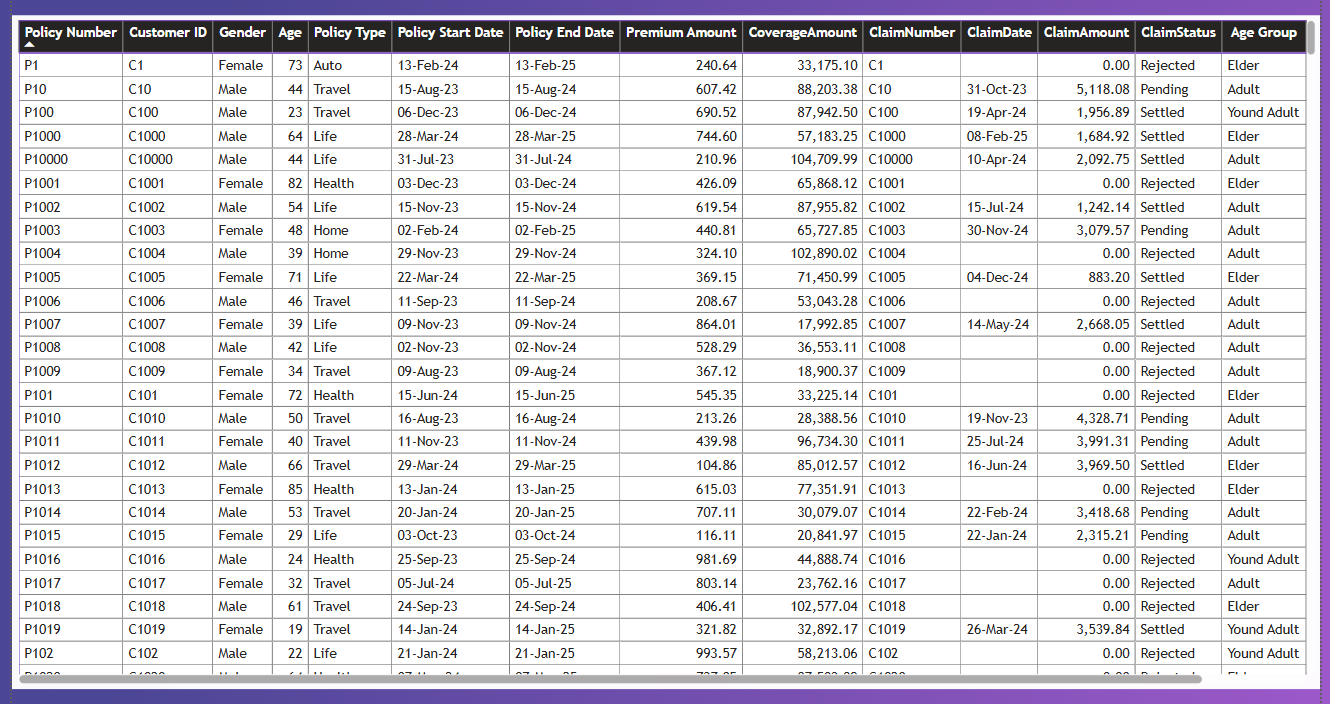 Policy Number Customer ID Gender Age Policy Type Policy Start Date Policy End Date Premium Amount CoverageAmount ClaimNumber ClaimDate ClaimAmount ClaimStatus Age Group
P1 C1 Female 73 Auto 13-Feb-24 13-Feb-25 240.64 33,175.10 C1 0.00 Rejected Elder
P10 C10 Male 44 Travel 15-Aug-23 15-Aug-24 607.42 88,203.38 C10 31-Oct-23 5,118.08 Pending Adult
P100 C100 Male 23 Travel 06-Dec-23 06-Dec-24 690.52 87,942.50 C100 19-Apr-24 1,956.89 Settled Yound Adult
P1000 C1000 Male 64 Life 28-Mar-24 28-Mar-25 744.60 57,183.25 C1000 08-Feb-25 1,684.92 Settled Elder
P10000 C10000 Male 44 Life 31-Jul-23 31-Jul-24 210.96 104,709.99 C10000 10-Apr-24 2,092.75 Settled Adult
P1001 C1001 Female 82 Health 03-Dec-23 03-Dec-24 426.09 65,868.12 C1001 0.00 Rejected Elder
P1002 C1002 Male 54 Life 15-Nov-23 15-Nov-24 619.54 87,955.82 C1002 15-Jul-24 1,242.14 Settled Adult
P1003 C1003 Female 48 Home 02-Feb-24 02-Feb-25 440.81 65,727.85 C1003 30-Nov-24 3,079.57 Pending Adult
P1004 C1004 Male 39 Home 29-Nov-23 29-Nov-24 324.10 102,890.02 C1004 0.00 Rejected Adult
P1005 C1005 Female 71 Life 22-Mar-24 22-Mar-25 369.15 71,450.99 C1005 04-Dec-24 883.20 Settled Elder
P1006 C1006 Male 46 Travel 11-Sep-23 11-Sep-24 208.67 53,043.28 C1006 0.00 Rejected Adult
P1007 C1007 Female 39 Life 09-Nov-23 09-Nov-24 864.01 17,992.85 C1007 14-May-24 2,668.05 Settled Adult
P1008 C1008 Male 42 Life 02-Nov-23 02-Nov-24 528.29 36,553.11 C1008 0.00 Rejected Adult
P1009 C1009 Female 34 Travel 09-Aug-23 09-Aug-24 367.12 18,900.37 C1009 0.00 Rejected Adult
P101 C101 Female 72 Health 15-Jun-24 15-Jun-25 545.35 33,225.14 C101 0.00 Rejected Elder
P1010 C1010 Male 50 Travel 16-Aug-23 16-Aug-24 213.26 28,388.56 C1010 19-Nov-23 4,328.71 Pending Adult
P1011 C1011 Female 40 Travel 11-Nov-23 11-Nov-24 439.98 96,734.30 C1011 25-Jul-24 3,991.31 Pending Adult
P1012 C1012 Male 66 Travel 29-Mar-24 29-Mar-25 104.86 85,012.57 C1012 16-Jun-24 3,969.50 Settled Elder
P1013 C1013 Female 85 Health 13-Jan-24 13-Jan-25 615.03 77,351.91 C1013 0.00 Rejected Elder
P1014 C1014 Male 53 Travel 20-Jan-24 20-Jan-25 707.11 30,079.07 C1014 22-Feb-24 3,418.68 Pending Adult
P1015 C1015 Female 29 Life 03-Oct-23 03-Oct-24 116.11 20,841.97 C1015 22-Jan-24 2,315.21 Pending Adult
P1016 C1016 Male 24 Health 25-Sep-23 25-Sep-24 981.69 44,888.74 C1016 0.00 Rejected Yound Adult
P1017 C1017 Female 32 Travel 05-Jul-24 05-Jul-25 803.14 23,762.16 C1017 0.00 Rejected Adult
P1018 C1018 Male 61 Travel 24-Sep-23 24-Sep-24 406.41 102,577.04 C1018 0.00 Rejected Elder
P1019 C1019 Female 19 Travel 14-Jan-24 14-Jan-25 321.82 32,892.17 C1019 26-Mar-24 3,539.84 Settled Yound Adult
P102 C102 Male 22 Life 21-Jan-24 21-Jan-25 993.57 58,213.06 C102 0.00 Rejected Yound Adult